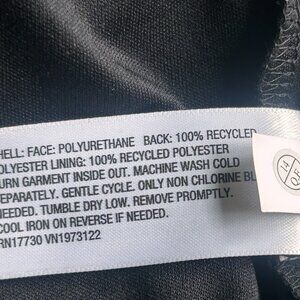 HELL: FACE: POLYURETHANE BACK: 100% RECYCLED
OLYESTER LINING: 100% RECYCLED POLYESTER
URN GARMENT INSIDE OUT. MACHINE WASH COLD
EPARATELY. GENTLE CYCLE. ONLY NON CHLORINE BL
NEEDED. TUMBLE DRY LOW. REMOVE PROMPTLY.
COOL IRON ON REVERSE IF NEEDED.
RN17730 VN1973122
14